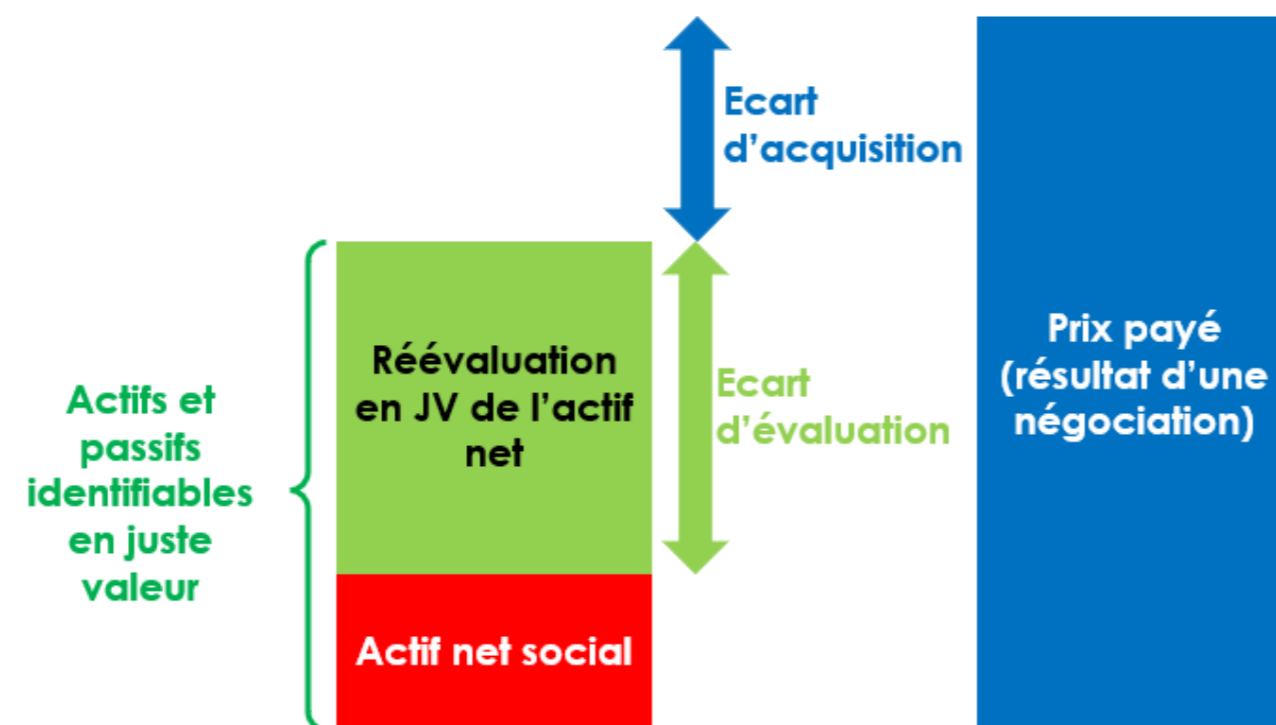 Ecart
d’acquisition
Réévaluation
en JV de l’actif
net
Ecart
d’évaluation
Prix payé
(résultat d’une
négociation)
Actifs et
passifs
identifiables
en juste
valeur
Actif net social